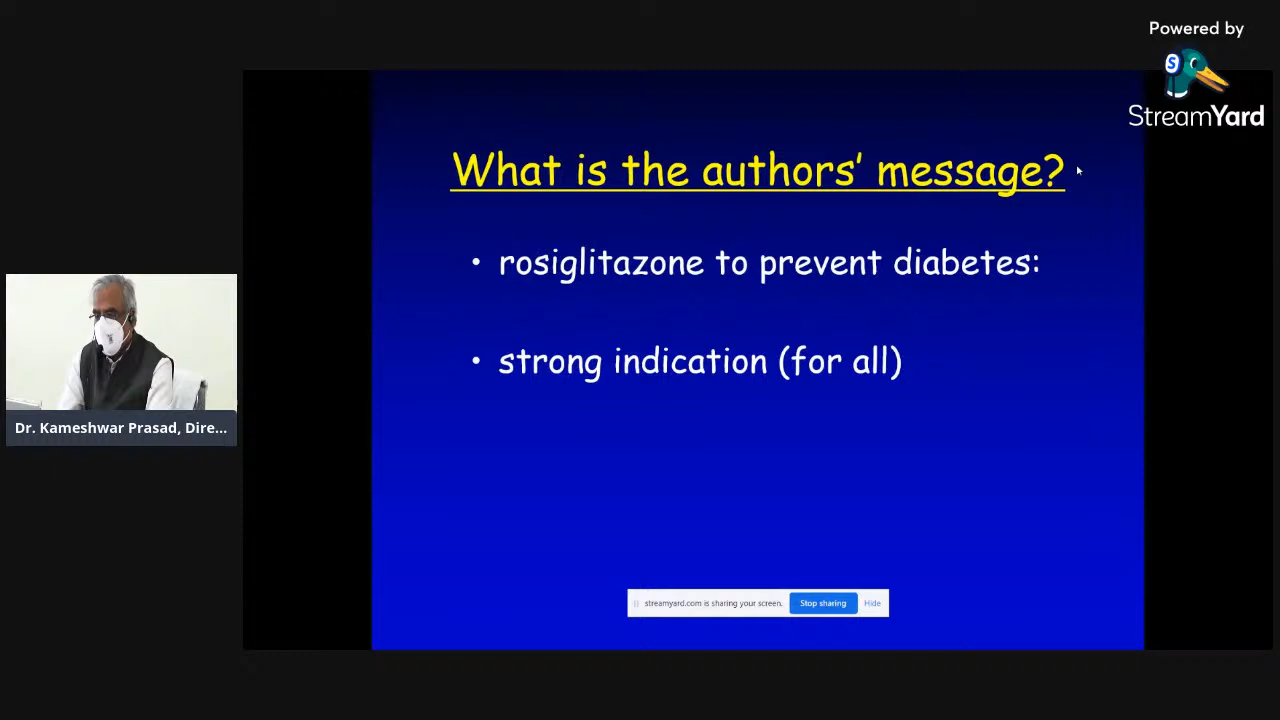 Powered by
StreamYard
What is the authors’ message?
• rosiglitazone to prevent diabetes:
• strong indication (for all)
Dr. Kameshwar Prasad, Dire...
streamyard.com is sharing your screen. Stop sharing Hide